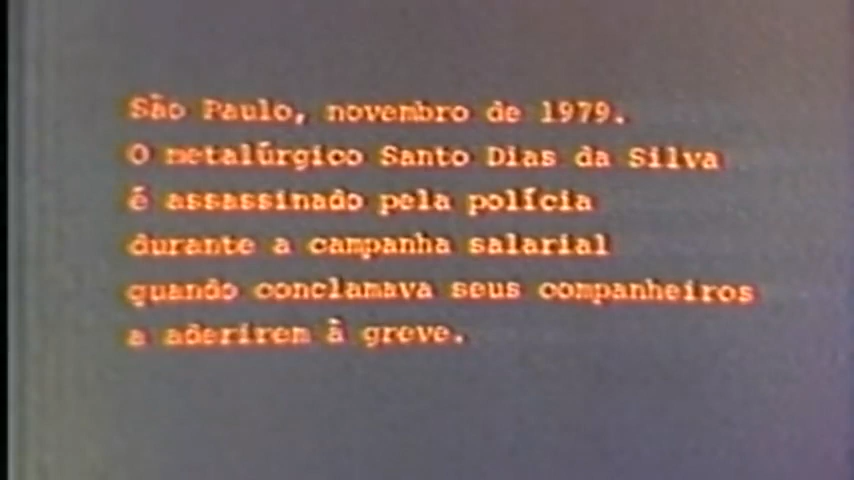 São Paulo, novembro de 1979.
O metalúrgico Santo Dias da Silva
é assassinado pela polícia
durante a campanha salarial
quando conclamava seus companheiros
a aderirem à greve.